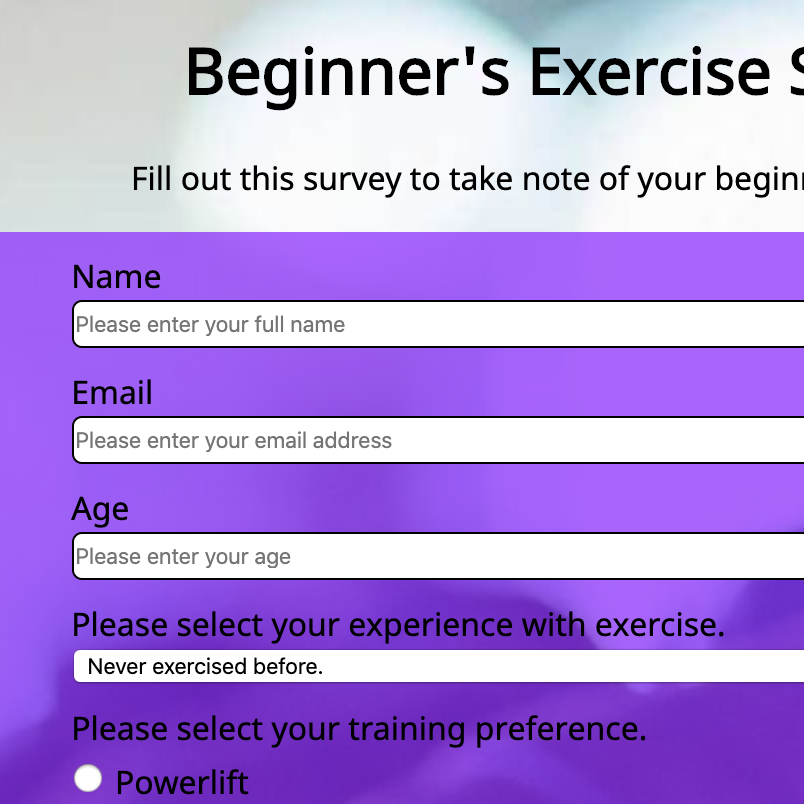 Beginner's Exercise
Fill out this survey to take note of your
Name
Please enter your full name
Email
Please enter your email address
Age
Please enter your age
Please select your experience with exercise.
Never exercised before.
Please select your training preference.
Powerlift